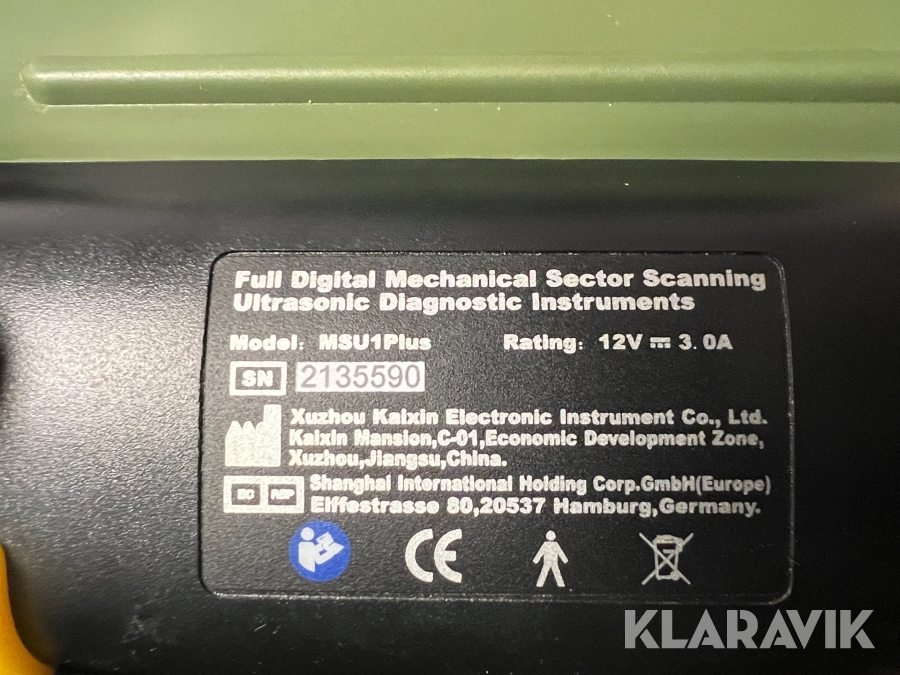 Full Digital Mechanical Sector Scanning
Ultrasonic Diagnostic Instruments
Model: MSU1Plus Rating: 12V ⎓ 3.0A
SN 2135590
Xuzhou Kaixin Electronic Instrument Co., Ltd.
Kaixin Mansion,C-01,Economic Development Zone,
Xuzhou,Jiangsu,China.
EC REP Shanghai International Holding Corp.GmbH(Europe)
Eiffestrasse 80,20537 Hamburg,Germany.
CE
KLARAVIK